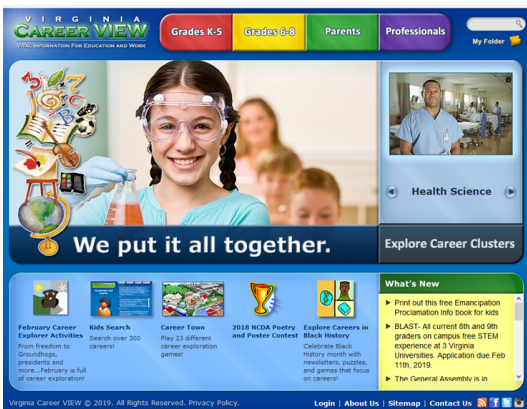 VIRGINIA
CAREER VIEW
VITAL INFORMATION FOR EDUCATION AND WORK
Grades K-5
Grades 6-8
Parents
Professionals
My Folder
Health Science
We put it all together.
Explore Career Clusters
February Career
Explorer Activities
From freedom to
Groundhogs,
presidents and
more...February is full
of career exploration!
Kids Search
Search over 300
careers!
Career Town
Play 23 different
career exploration
games!
2018 NCDA Poetry
and Poster Contest
Explore Careers in
Black History
Celebrate Black
History month with
newsletters, puzzles,
and games that focus
on careers!
What's New
Print out this free Emancipation
Proclamation Info book for kids
BLAST- All current 8th and 9th
graders on campus free STEM
experience at 3 Virginia
Universities. Application due Feb
11th, 2019.
The General Assembly is in
Virginia Career VIEW © 2019. All Rights Reserved. Privacy Policy.
Login | About Us | Sitemap | Contact Us